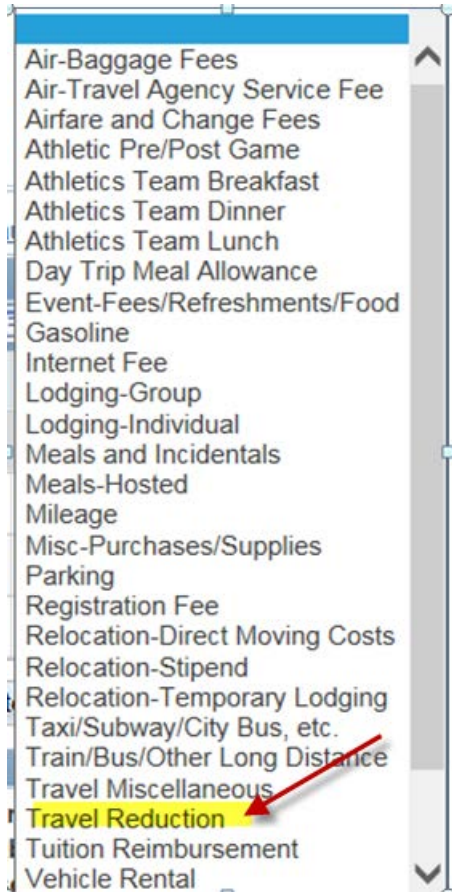 Air-Baggage Fees
Air-Travel Agency Service Fee
Airfare and Change Fees
Athletic Pre/Post Game
Athletics Team Breakfast
Athletics Team Dinner
Athletics Team Lunch
Day Trip Meal Allowance
Event-Fees/Refreshments/Food
Gasoline
Internet Fee
Lodging-Group
Lodging-Individual
Meals and Incidentals
Meals-Hosted
Mileage
Misc-Purchases/Supplies
Parking
Registration Fee
Relocation-Direct Moving Costs
Relocation-Stipend
Relocation-Temporary Lodging
Taxi/Subway/City Bus, etc.
Train/Bus/Other Long Distance
Travel Miscellaneous
Travel Reduction
Tuition Reimbursement
Vehicle Rental